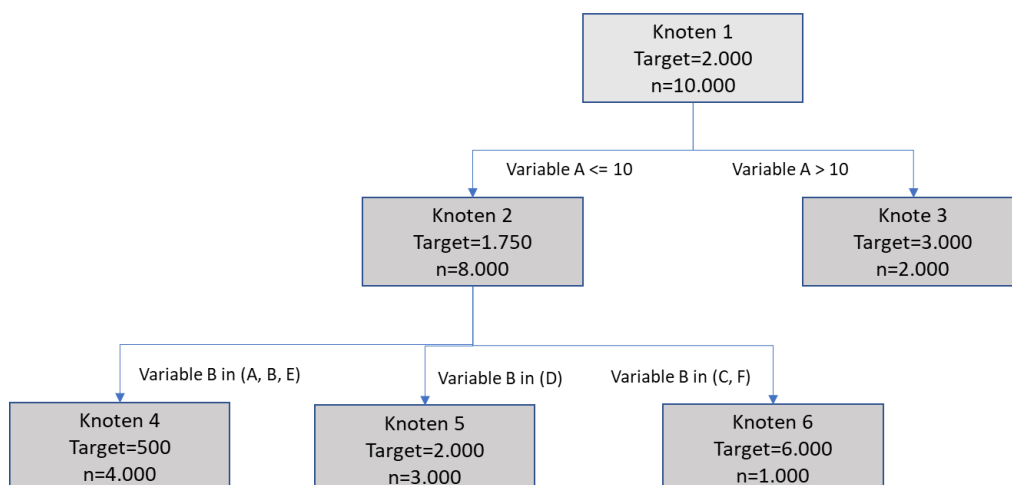 Knoten 1
Target=2.000
n=10.000
Variable A <= 10
Variable A > 10
Knoten 2
Target=1.750
n=8.000
Knote 3
Target=3.000
n=2.000
Variable B in (A, B, E)
Variable B in (D)
Variable B in (C, F)
Knoten 4
Target=500
n=4.000
Knoten 5
Target=2.000
n=3.000
Knoten 6
Target=6.000
n=1.000